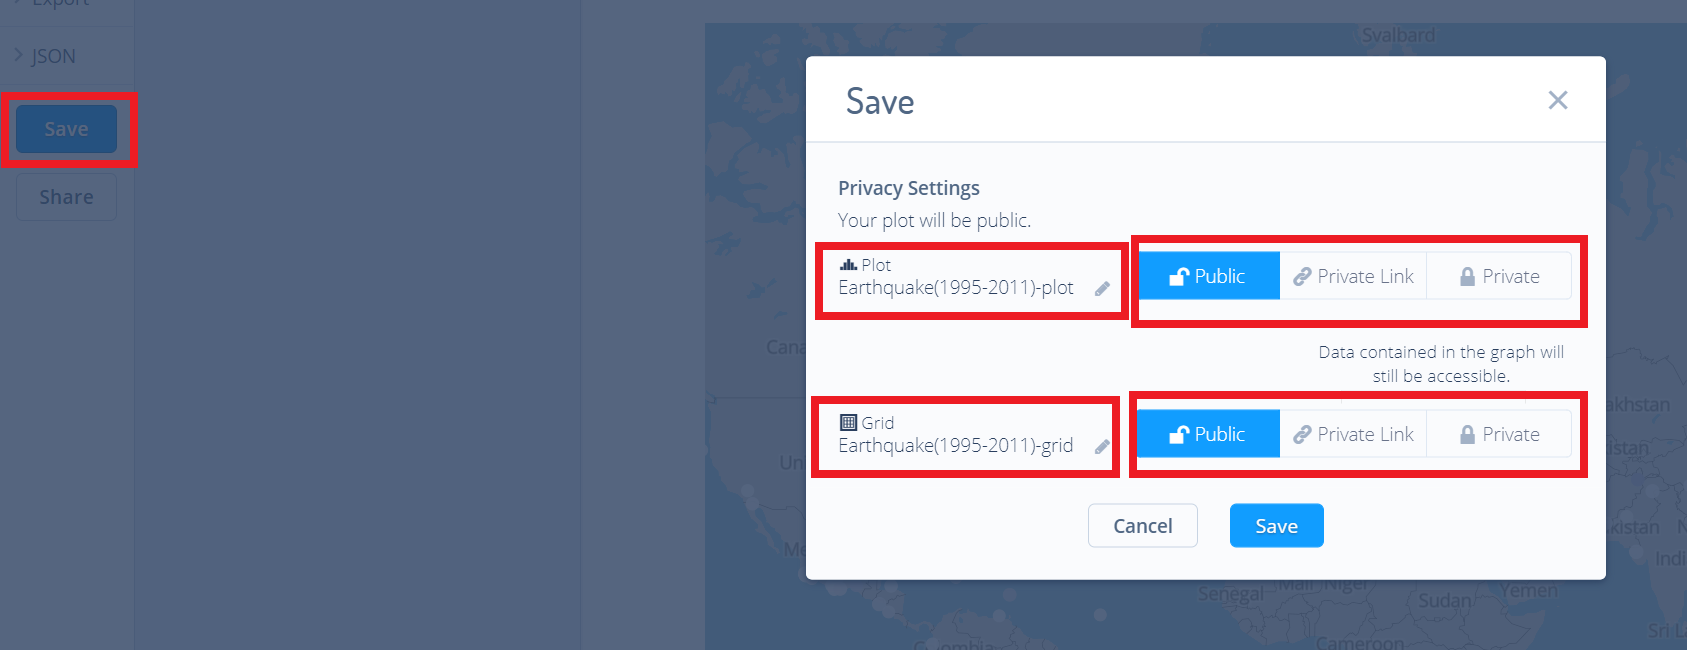 Export
JSON
Save
Share
Save
Privacy Settings
Your plot will be public.
Plot
Earthquake(1995-2011)-plot
Public
Private Link
Private
Data contained in the graph will
still be accessible.
Grid
Earthquake(1995-2011)-grid
Public
Private Link
Private
Cancel
Save
Svalbard
Cana
akhstan
Un
istan
kistan
Me
Indi
Senegal
Mali
Niger
Sudan
Yemen
Sri L
Colombia
Cameroon